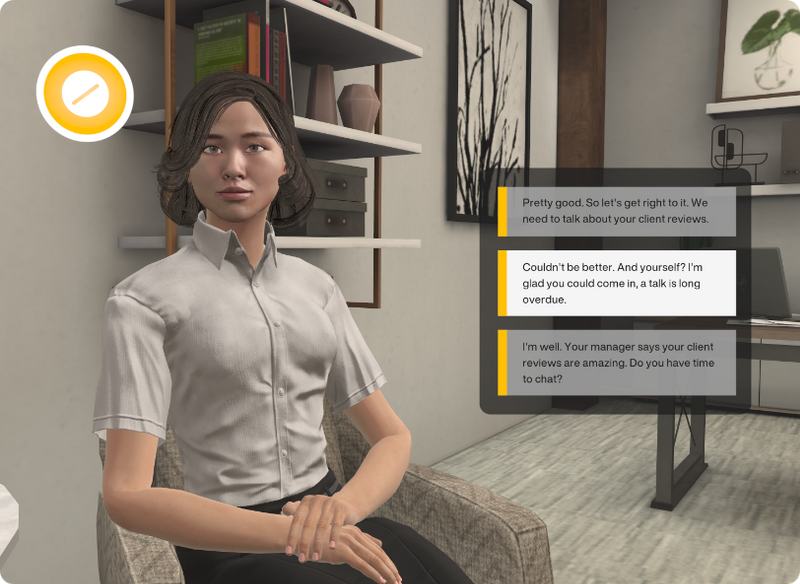 Pretty good. So let's get right to it. We
need to talk about your client reviews.
Couldn't be better. And yourself? I'm
glad you could come in, a talk is long
overdue.
I'm well. Your manager says your client
reviews are amazing. Do you have time
to chat?